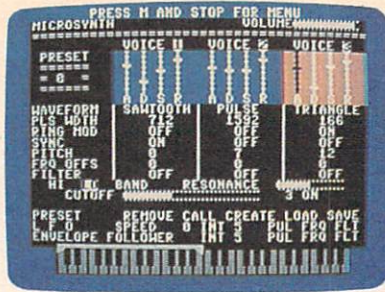 PRESS M AND STOP FOR MENU
MICROSYNTH VOLUME
VOICE 1 VOICE 2 VOICE 3
PRESET
= 0 =
A D S R A D S R A D S R
WAVEFORM SAWTOOTH PULSE TRIANGLE
PLS WDTH 712 1592 166
RING MOD OFF OFF ON
SYNC ON OFF OFF
PITCH 0 7 12
FRQ OFFS 0 0 6
FILTER OFF OFF OFF
HI BAND RESONANCE
CUTOFF 3 ON
PRESET REMOVE CALL CREATE LOAD SAVE
L F O SPEED 0 INT 5 PUL FRQ FLT
ENVELOPE FOLLOWER INT 5 PUL FRQ FLT